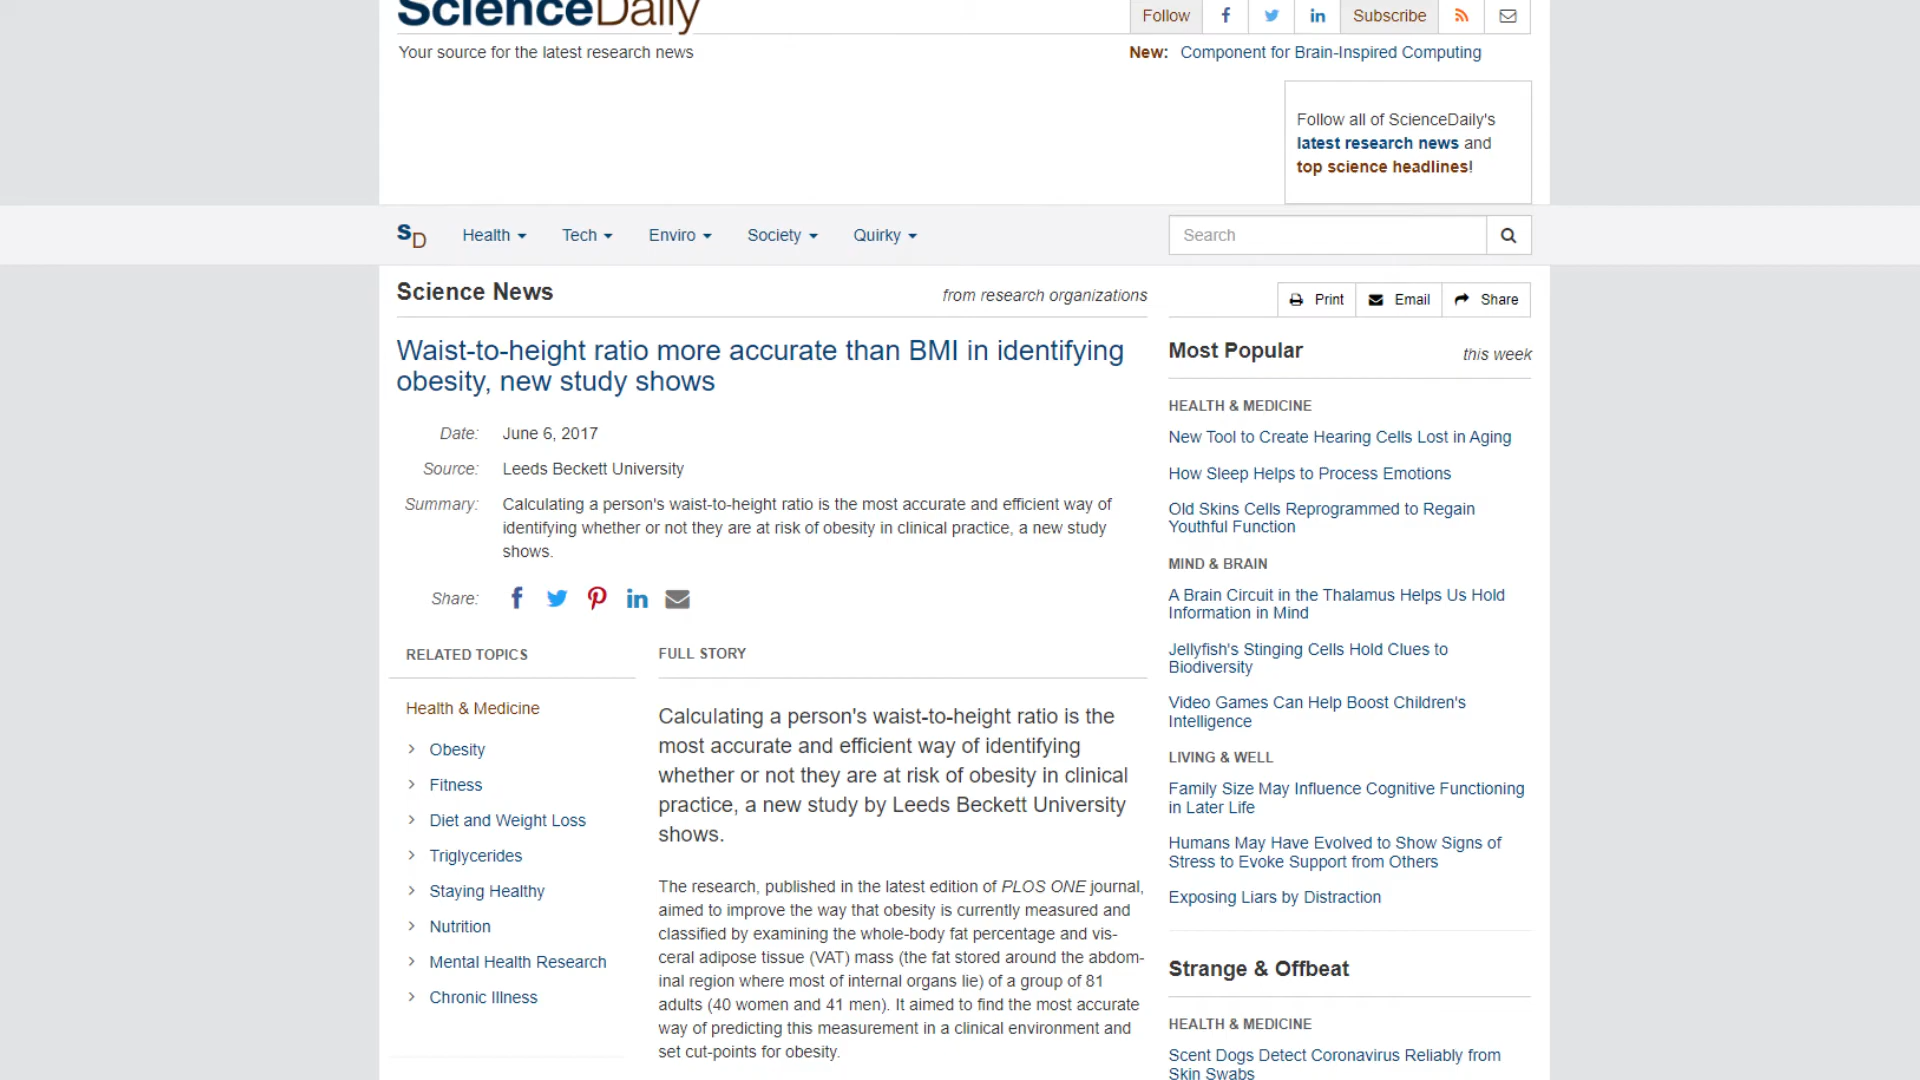 ScienceDaily
Your source for the latest research news
Follow
Subscribe
New: Component for Brain-Inspired Computing
Follow all of ScienceDaily's
latest research news and
top science headlines!
SD
Health
Tech
Enviro
Society
Quirky
Search
Science News
from research organizations
Print
Email
Share
Waist-to-height ratio more accurate than BMI in identifying
obesity, new study shows
Date: June 6, 2017
Source: Leeds Beckett University
Summary: Calculating a person's waist-to-height ratio is the most accurate and efficient way of
identifying whether or not they are at risk of obesity in clinical practice, a new study
shows.
Share:
RELATED TOPICS
Health & Medicine
Obesity
Fitness
Diet and Weight Loss
Triglycerides
Staying Healthy
Nutrition
Mental Health Research
Chronic Illness
FULL STORY
Calculating a person's waist-to-height ratio is the
most accurate and efficient way of identifying
whether or not they are at risk of obesity in clinical
practice, a new study by Leeds Beckett University
shows.
The research, published in the latest edition of PLOS ONE journal,
aimed to improve the way that obesity is currently measured and
classified by examining the whole-body fat percentage and vis-
ceral adipose tissue (VAT) mass (the fat stored around the abdom-
inal region where most of internal organs lie) of a group of 81
adults (40 women and 41 men). It aimed to find the most accurate
way of predicting this measurement in a clinical environment and
set cut-points for obesity.
Most Popular
this week
HEALTH & MEDICINE
New Tool to Create Hearing Cells Lost in Aging
How Sleep Helps to Process Emotions
Old Skins Cells Reprogrammed to Regain
Youthful Function
MIND & BRAIN
A Brain Circuit in the Thalamus Helps Us Hold
Information in Mind
Jellyfish's Stinging Cells Hold Clues to
Biodiversity
Video Games Can Help Boost Children's
Intelligence
LIVING & WELL
Family Size May Influence Cognitive Functioning
in Later Life
Humans May Have Evolved to Show Signs of
Stress to Evoke Support from Others
Exposing Liars by Distraction
Strange & Offbeat
HEALTH & MEDICINE
Scent Dogs Detect Coronavirus Reliably from
Skin Swabs